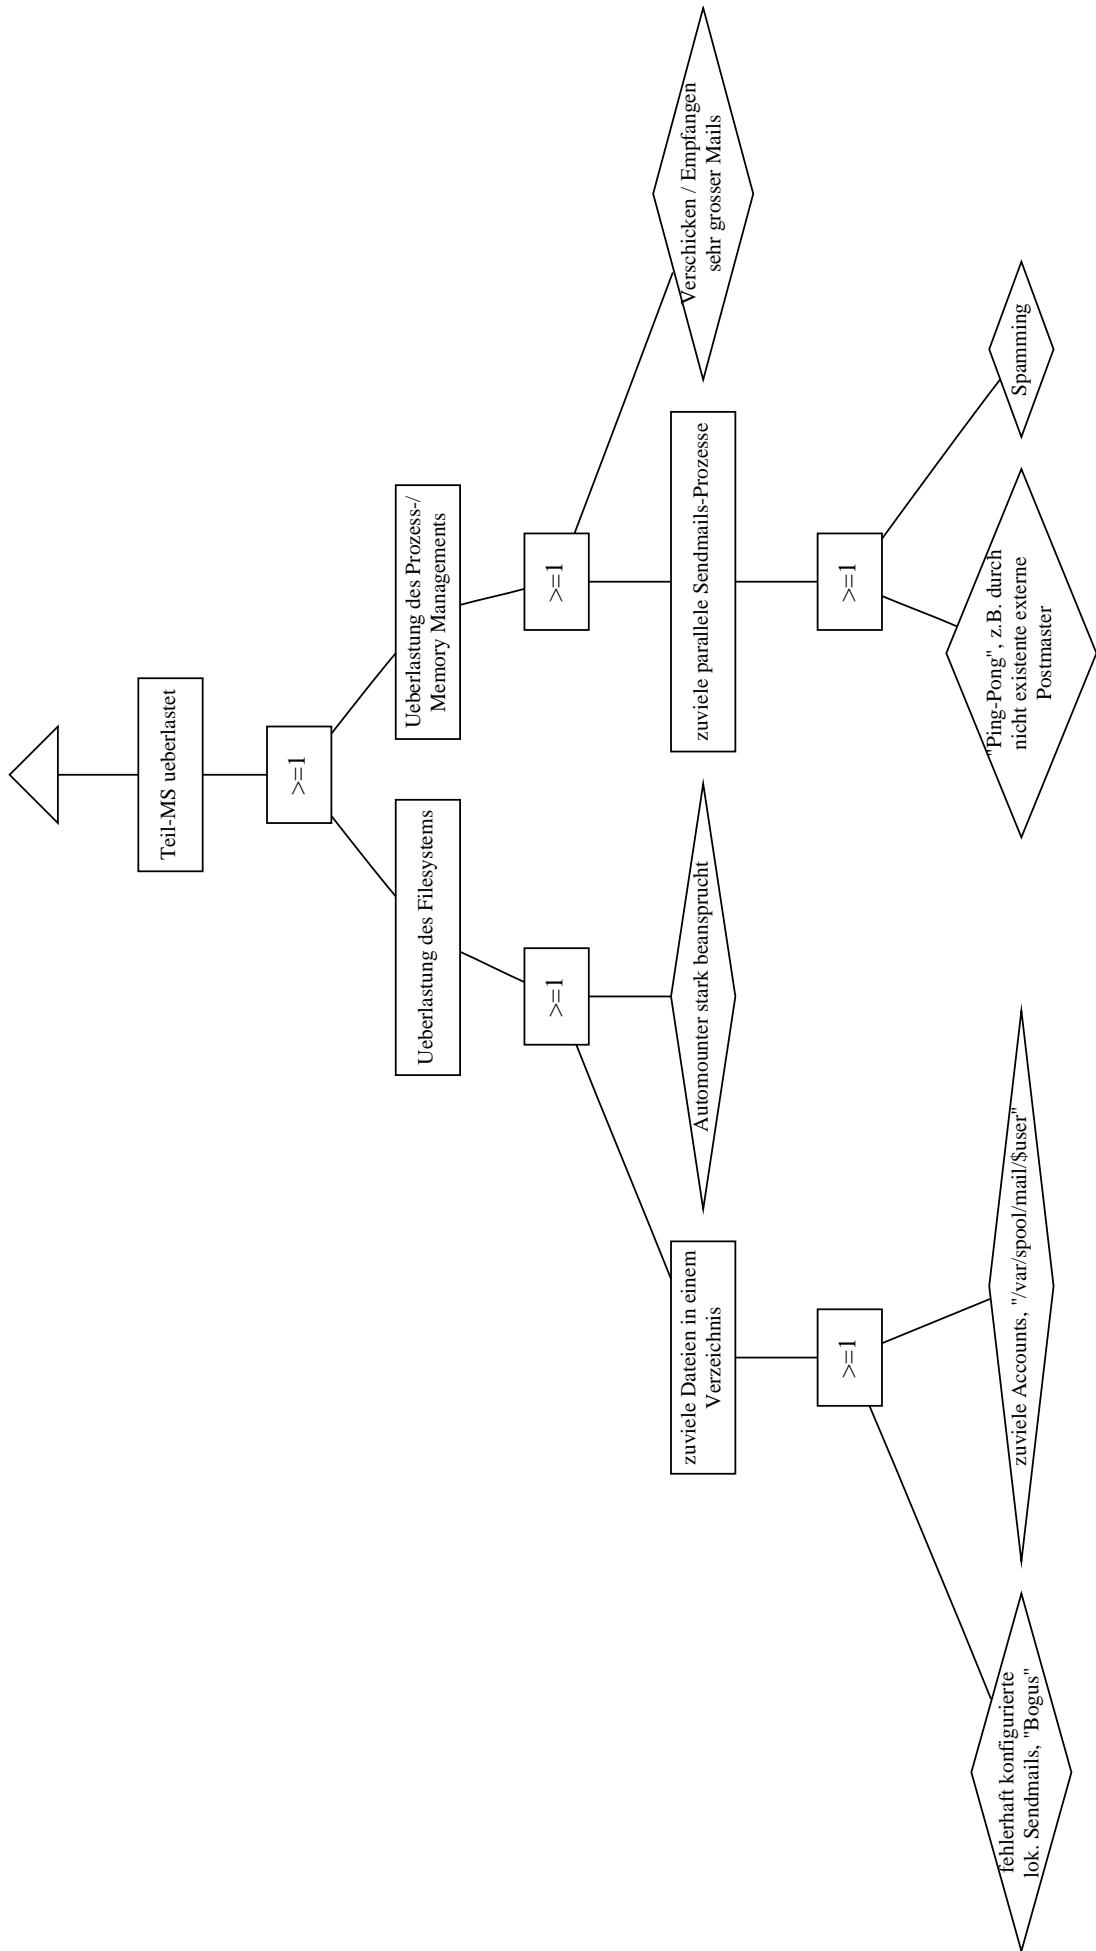 Teil-MS ueberlastet
>=1
Ueberlastung des Filesystems
Ueberlastung des Prozess-/
Memory Managements
>=1
>=1
zuviele Dateien in einem
Verzeichnis
Automounter stark beansprucht
zuviele parallele Sendmails-Prozesse
Verschicken / Empfangen
sehr grosser Mails
>=1
>=1
fehlerhaft konfigurierte
lok. Sendmails, "Bogus"
zuviele Accounts, "/var/spool/mail/$user"
"Ping-Pong", z.B. durch
nicht existente externe
Postmaster
Spamming